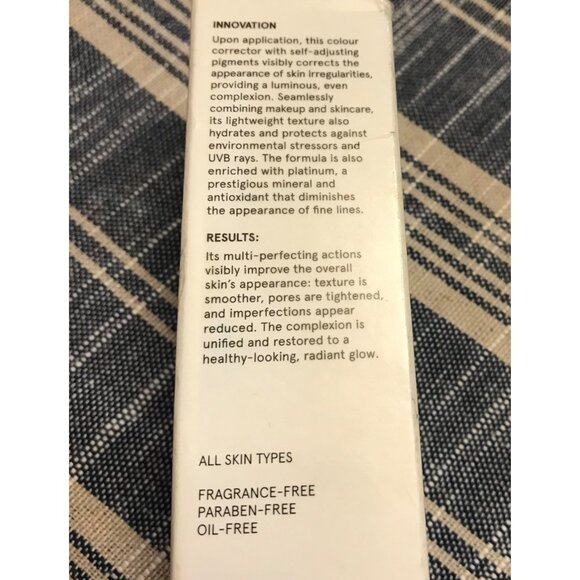 INNOVATION
Upon application, this colour
corrector with self-adjusting
pigments visibly corrects the
appearance of skin irregularities,
providing a luminous, even
complexion. Seamlessly
combining makeup and skincare,
its lightweight texture also
hydrates and protects against
environmental stressors and
UVB rays. The formula is also
enriched with platinum, a
prestigious mineral and
antioxidant that diminishes
the appearance of fine lines.
RESULTS:
Its multi-perfecting actions
visibly improve the overall
skin's appearance: texture is
smoother, pores are tightened,
and imperfections appear
reduced. The complexion is
unified and restored to a
healthy-looking, radiant glow.
ALL SKIN TYPES
FRAGRANCE-FREE
PARABEN-FREE
OIL-FREE